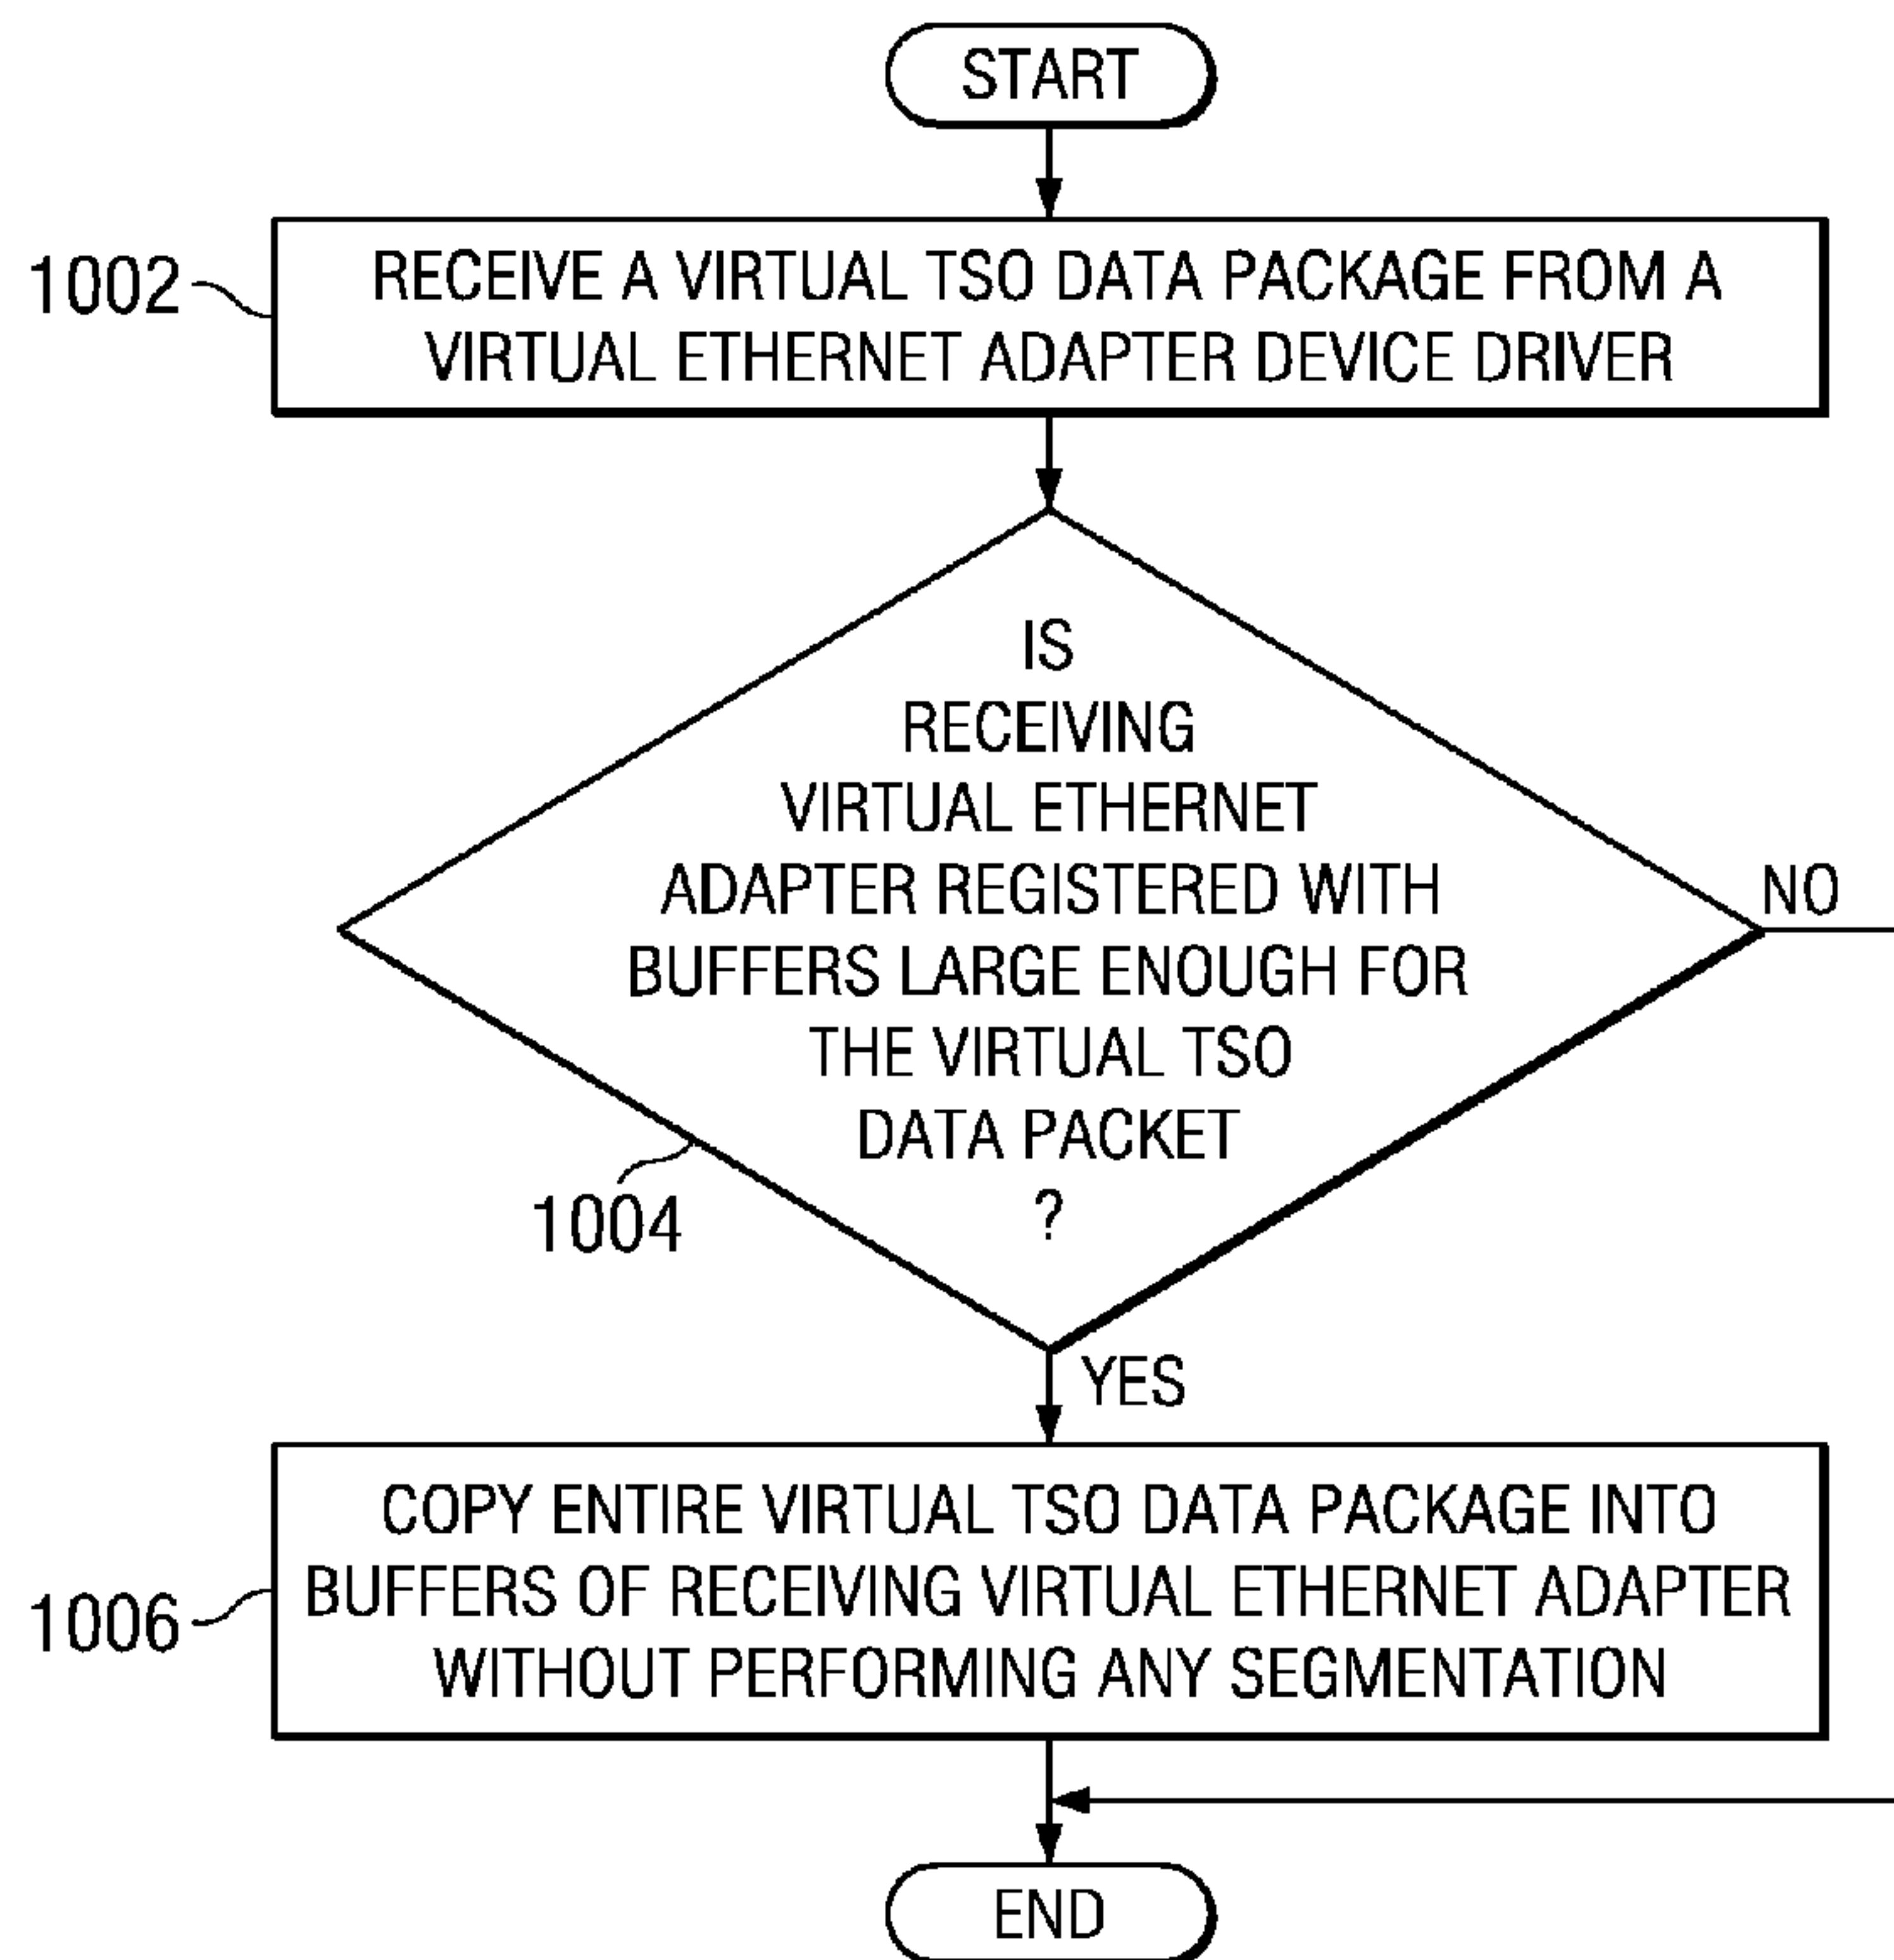 START
1002
RECEIVE A VIRTUAL TSO DATA PACKAGE FROM A
VIRTUAL ETHERNET ADAPTER DEVICE DRIVER
IS
RECEIVING
VIRTUAL ETHERNET
ADAPTER REGISTERED WITH
BUFFERS LARGE ENOUGH FOR
THE VIRTUAL TSO
DATA PACKET
?
NO
1004
YES
COPY ENTIRE VIRTUAL TSO DATA PACKAGE INTO
BUFFERS OF RECEIVING VIRTUAL ETHERNET ADAPTER
WITHOUT PERFORMING ANY SEGMENTATION
1006
END